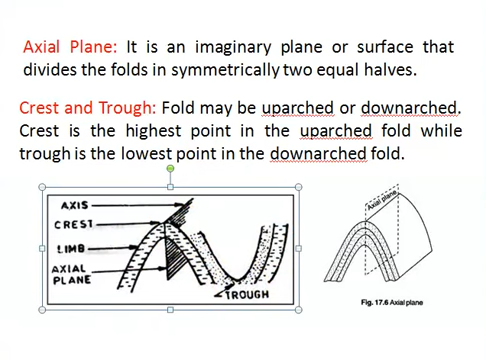 Axial Plane: It is an imaginary plane or surface that
divides the folds in symmetrically two equal halves.
Crest and Trough: Fold may be uparched or downarched.
Crest is the highest point in the uparched fold while
trough is the lowest point in the downarched fold.
AXIS
CREST
LIMB
AXIAL
PLANE
TROUGH
Axial plane
Fig. 17.6 Axial plane